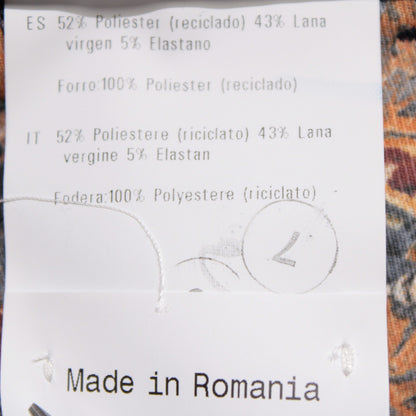 ES 52% Poliester (reciclado) 43% Lana
virgen 5% Elastano
Forro:100% Poliester (reciclado)
IT 52% Poliestere (riciclato) 43% Lana
vergine 5% Elastan
Fodera:100% Polyestere (riciclato)
7
Made in Romania